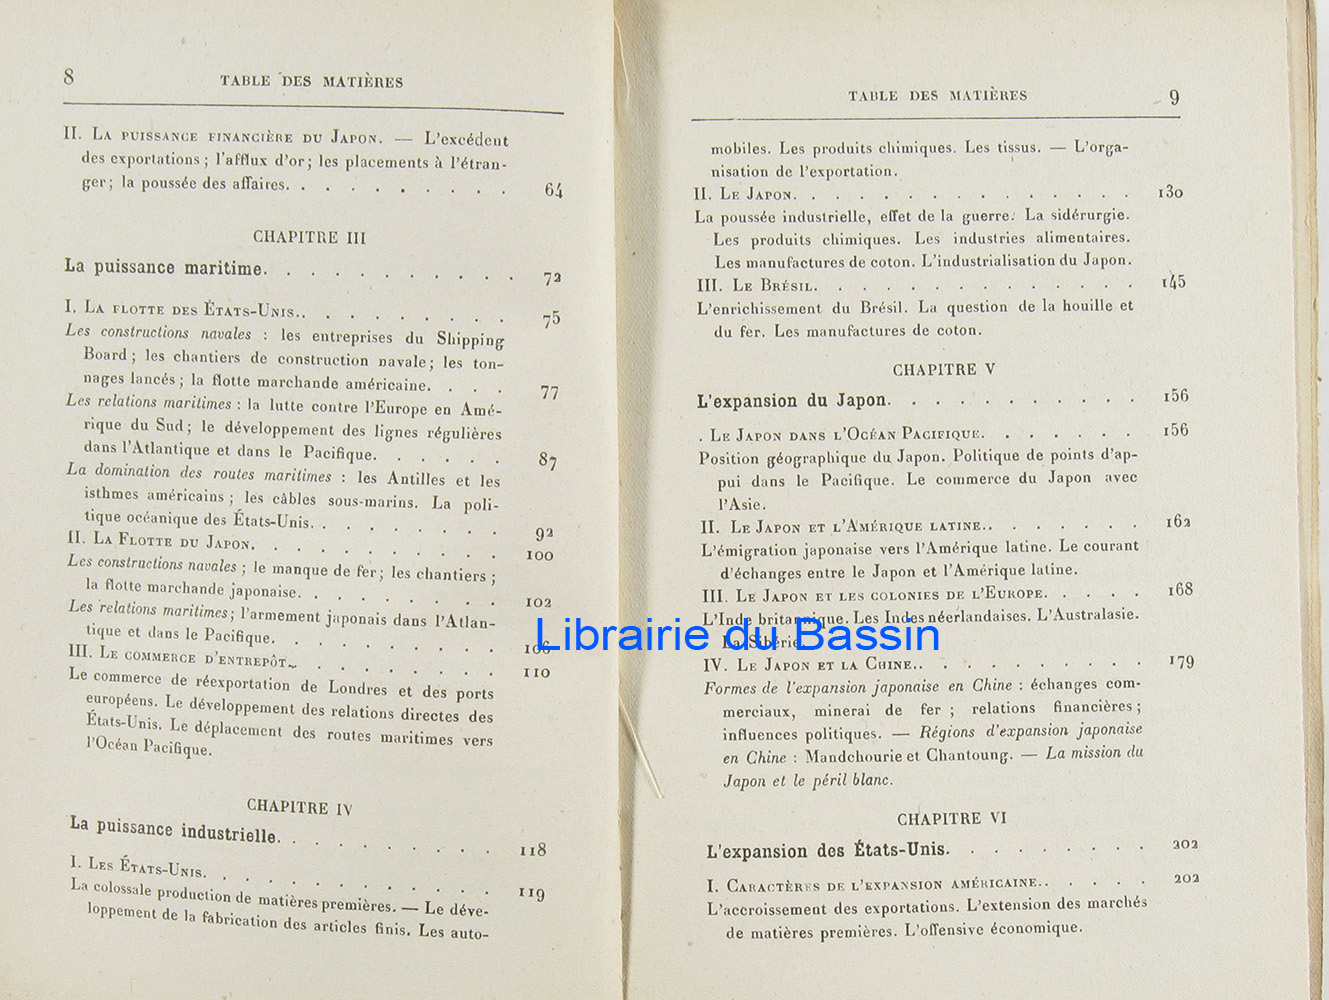 8 TABLE DES MATIÈRES
II. LA PUISSANCE FINANCIÈRE DU JAPON. — L'excédent
des exportations ; l'afflux d'or ; les placements à l'étran-
ger ; la poussée des affaires. . . . . . . . . . 64
CHAPITRE III
La puissance maritime. . . . . . . . . . . . 72
I. LA FLOTTE DES ÉTATS-UNIS.. . . . . . . . . 75
Les constructions navales : les entreprises du Shipping
Board ; les chantiers de construction navale ; les ton-
nages lancés ; la flotte marchande américaine. . . . 77
Les relations maritimes : la lutte contre l'Europe en Amé-
rique du Sud ; le développement des lignes régulières
dans l'Atlantique et dans le Pacifique. . . . . . 87
La domination des routes maritimes : les Antilles et les
isthmes américains ; les câbles sous-marins. La poli-
tique océanique des États-Unis. . . . . . . . . 92
II. LA FLOTTE DU JAPON. . . . . . . . . . . . 100
Les constructions navales ; le manque de fer ; les chantiers ;
la flotte marchande japonaise. . . . . . . . . 102
Les relations maritimes ; l'armement japonais dans l'Atlan-
tique et dans le Pacifique. . . . . . . . . . 106
III. LE COMMERCE D'ENTREPÔT. . . . . . . . . 110
Le commerce de réexportation de Londres et des ports
européens. Le développement des relations directes des
États-Unis. Le déplacement des routes maritimes vers
l'Océan Pacifique.
CHAPITRE IV
La puissance industrielle. . . . . . . . . . 118
I. LES ÉTATS-UNIS. . . . . . . . . . . . . . 119
La colossale production de matières premières. — Le déve-
loppement de la fabrication des articles finis. Les auto-
TABLE DES MATIÈRES 9
mobiles. Les produits chimiques. Les tissus. — L'orga-
nisation de l'exportation.
II. LE JAPON. . . . . . . . . . . . . . . . 130
La poussée industrielle, effet de la guerre. La sidérurgie.
Les produits chimiques. Les industries alimentaires.
Les manufactures de coton. L'industrialisation du Japon.
III. LE BRÉSIL. . . . . . . . . . . . . . . 145
L'enrichissement du Brésil. La question de la houille et
du fer. Les manufactures de coton.
CHAPITRE V
L'expansion du Japon. . . . . . . . . . . . 156
. LE JAPON DANS L'OCÉAN PACIFIQUE. . . . . . . 156
Position géographique du Japon. Politique de points d'ap-
pui dans le Pacifique. Le commerce du Japon avec
l'Asie.
II. LE JAPON ET L'AMÉRIQUE LATINE.. . . . . . . 162
L'émigration japonaise vers l'Amérique latine. Le courant
d'échanges entre le Japon et l'Amérique latine.
III. LE JAPON ET LES COLONIES DE L'EUROPE. . . . . 168
L'Inde britannique. Les Indes néerlandaises. L'Australasie.
La Sibérie
Librairie du Bassin
IV. LE JAPON ET LA CHINE.. . . . . . . . . . 179
Formes de l'expansion japonaise en Chine : échanges com-
merciaux, minerai de fer ; relations financières ;
influences politiques. — Régions d'expansion japonaise
en Chine : Mandchourie et Chantoung. — La mission du
Japon et le péril blanc.
CHAPITRE VI
L'expansion des États-Unis. . . . . . . . . 202
I. CARACTÈRES DE L'EXPANSION AMÉRICAINE.. . . . . 202
L'accroissement des exportations. L'extension des marchés
de matières premières. L'offensive économique.